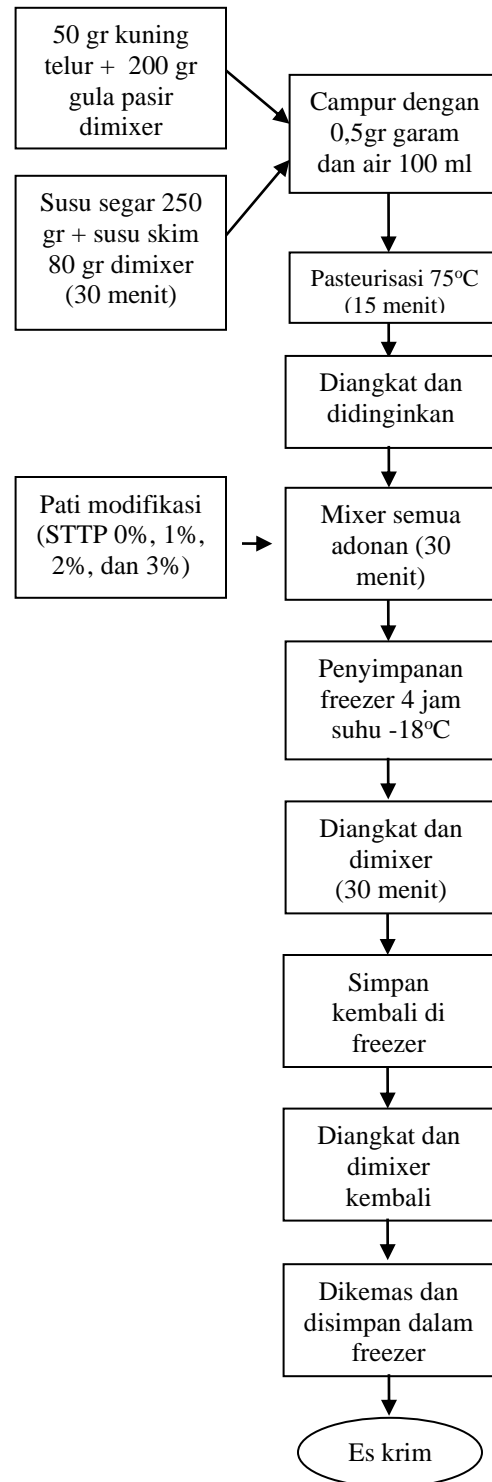 50 gr kuning
telur + 200 gr
gula pasir
dimixer
Campur dengan
0,5gr garam
dan air 100 ml
Susu segar 250
gr + susu skim
80 gr dimixer
(30 menit)
Pasteurisasi 75°C
(15 menit)
Diangkat dan
didinginkan
Pati modifikasi
(STTP 0%, 1%,
2%, dan 3%)
Mixer semua
adonan (30
menit)
Penyimpanan
freezer 4 jam
suhu -18°C
Diangkat dan
dimixer
(30 menit)
Simpan
kembali di
freezer
Diangkat dan
dimixer
kembali
Dikemas dan
disimpan dalam
freezer
Es krim